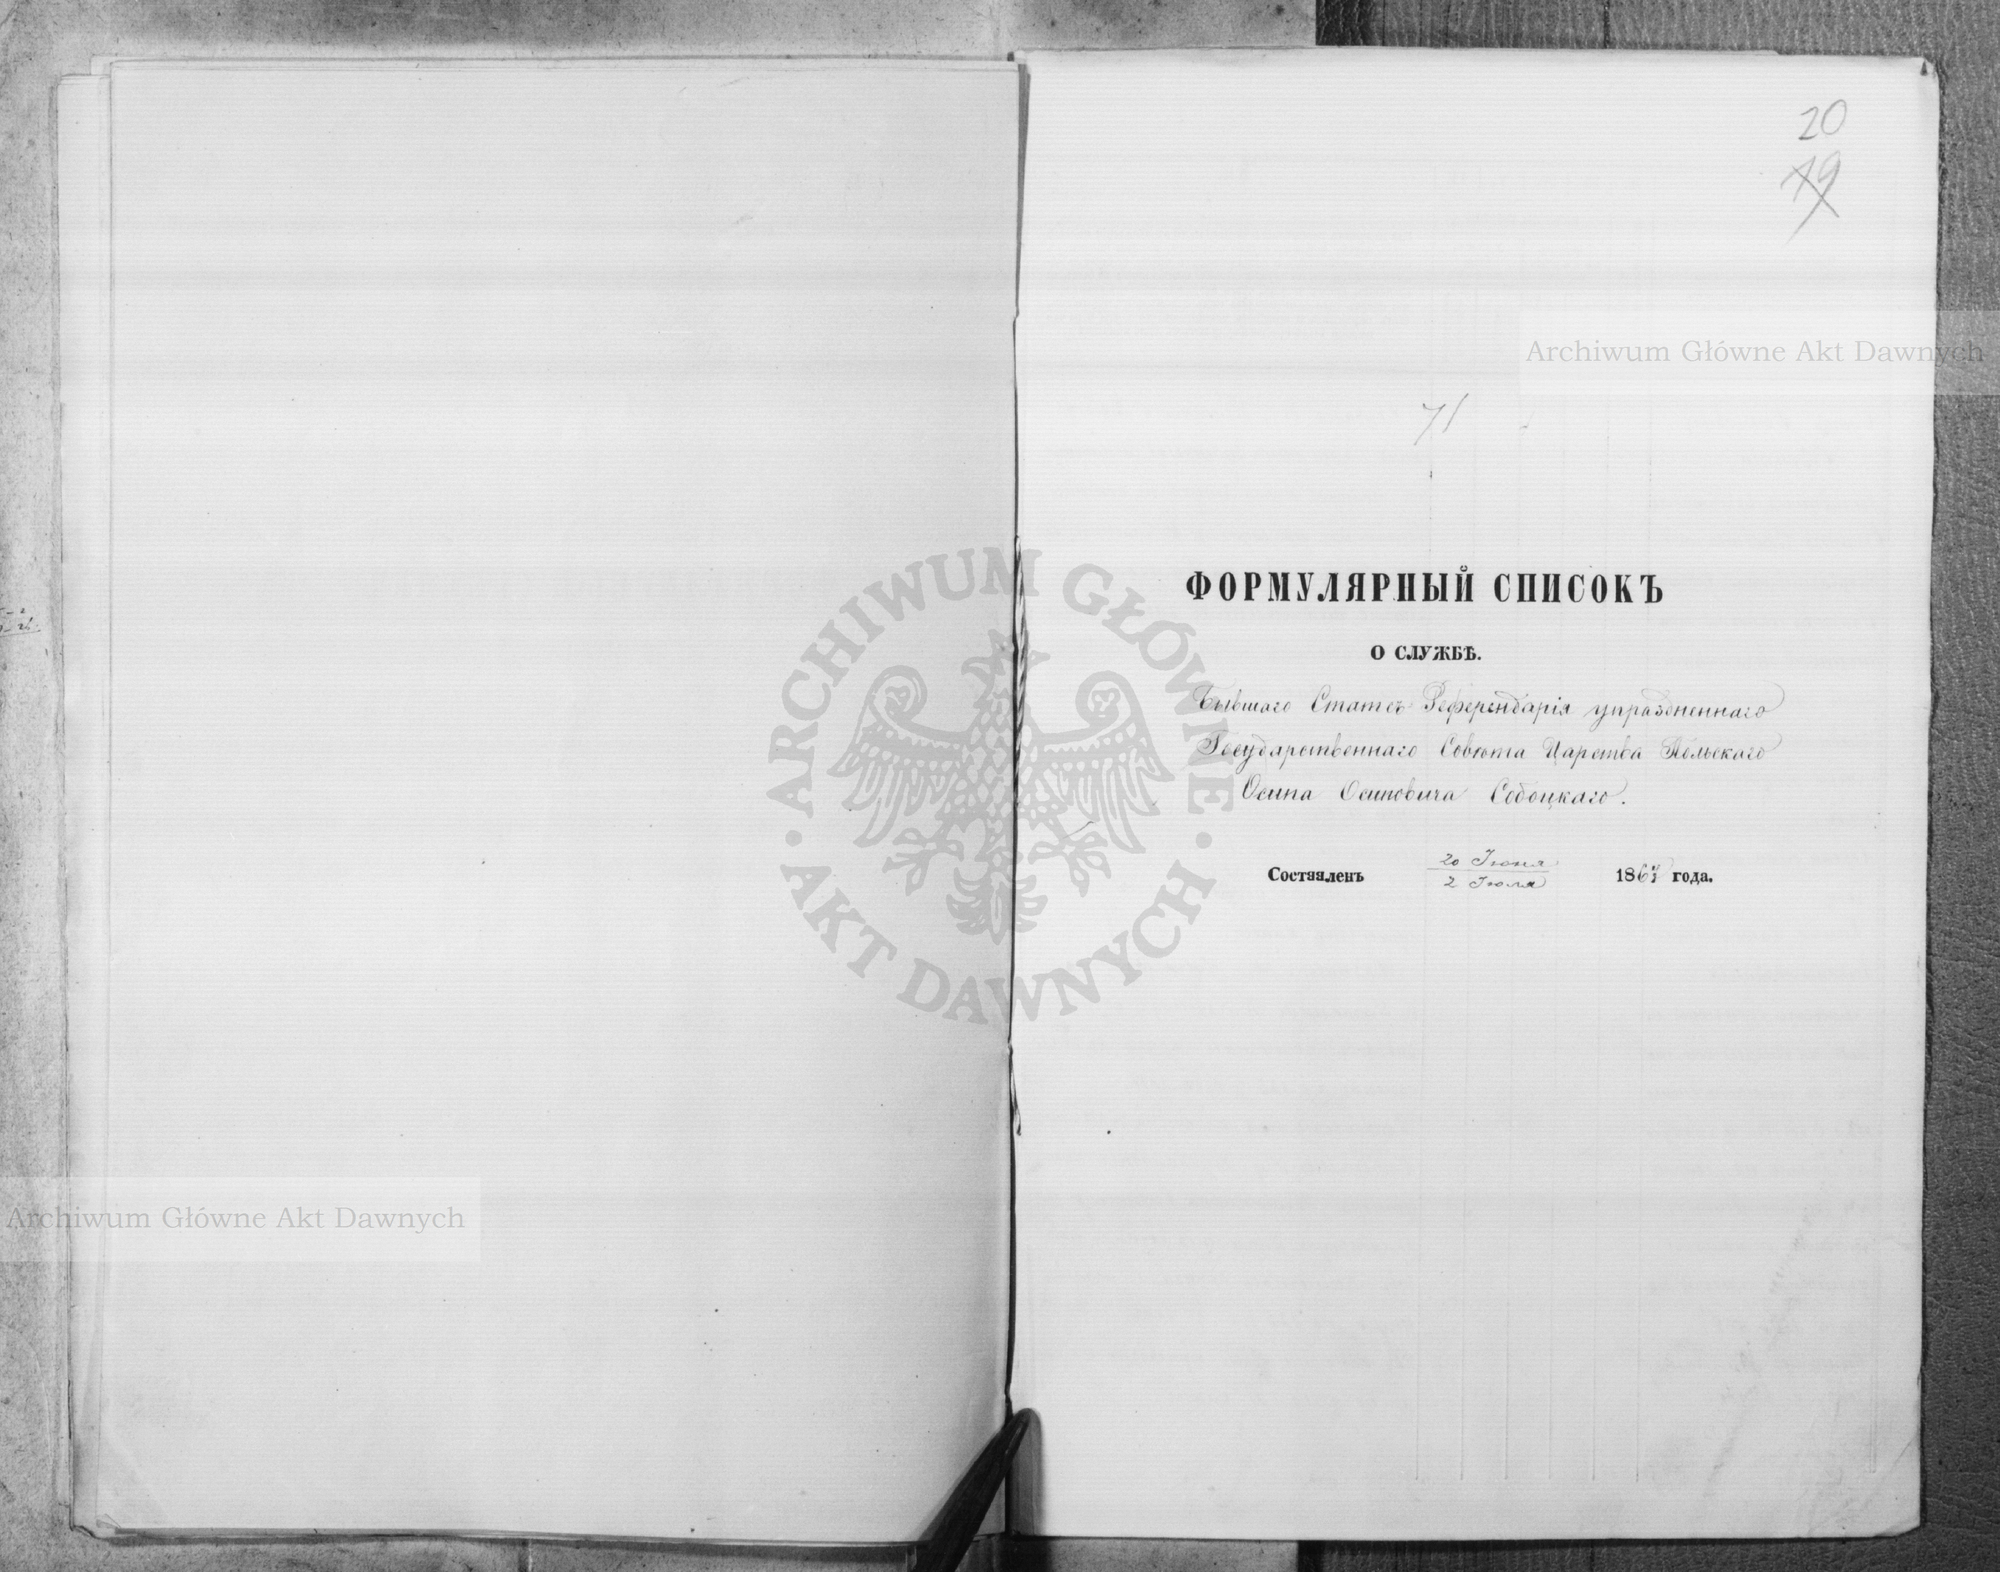 20
79
71
ФОРМУЛЯРНЫЙ СПИСОКЪ
О СЛУЖБѢ.
Бывшаго Статсъ Референдарія упраздненнаго
Государственнаго Совѣта Царства Польскаго
Осипа Осиповича Собоцкаго.
20 Іюня
Составленъ 2 Іюля 1867 года.
Archiwum Główne Akt Dawnych
ARCHIWUM GŁÓWNE · AKT DAWNYCH ·
Archiwum Główne Akt Dawnych